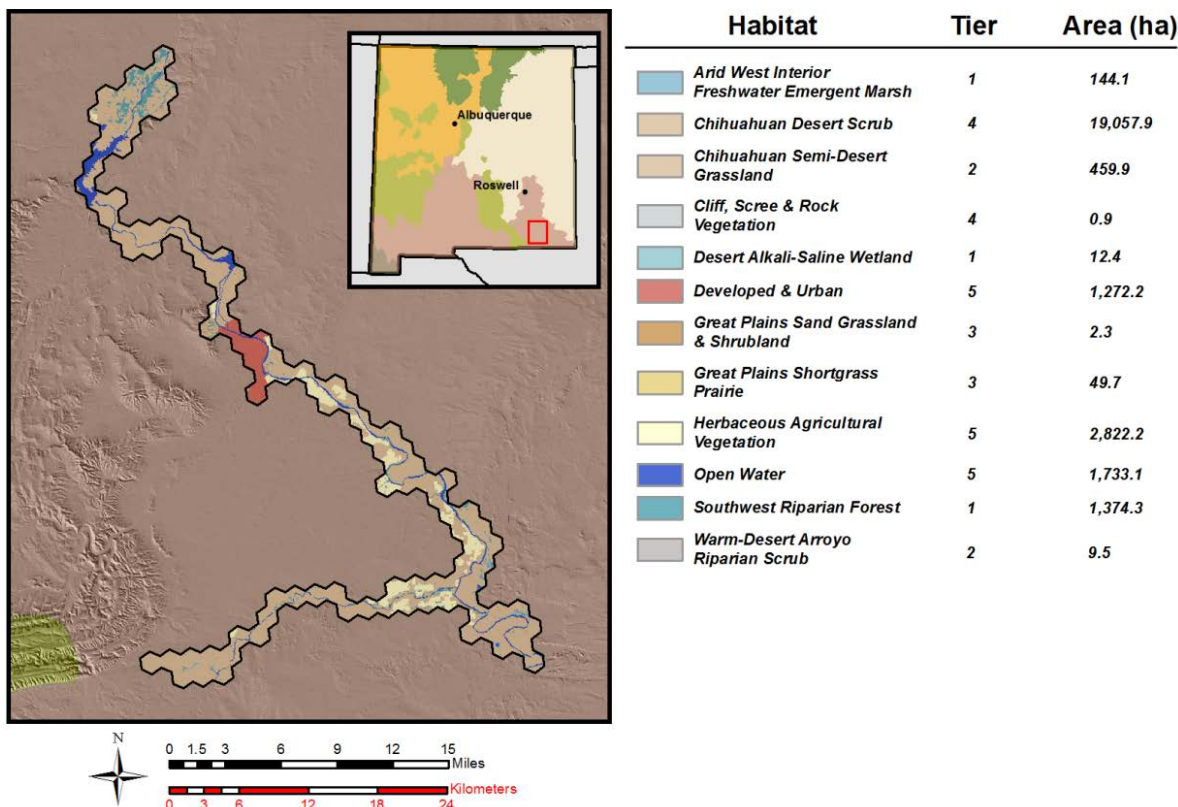 Albuquerque
Roswell
N
0 1.5 3 6 9 12 15
Miles
Kilometers
0 3 6 12 18 24
Habitat Tier Area (ha)
Arid West Interior
Freshwater Emergent Marsh 1 144.1
Chihuahuan Desert Scrub 4 19,057.9
Chihuahuan Semi-Desert
Grassland 2 459.9
Cliff, Scree & Rock
Vegetation 4 0.9
Desert Alkali-Saline Wetland 1 12.4
Developed & Urban 5 1,272.2
Great Plains Sand Grassland
& Shrubland 3 2.3
Great Plains Shortgrass
Prairie 3 49.7
Herbaceous Agricultural
Vegetation 5 2,822.2
Open Water 5 1,733.1
Southwest Riparian Forest 1 1,374.3
Warm-Desert Arroyo
Riparian Scrub 2 9.5